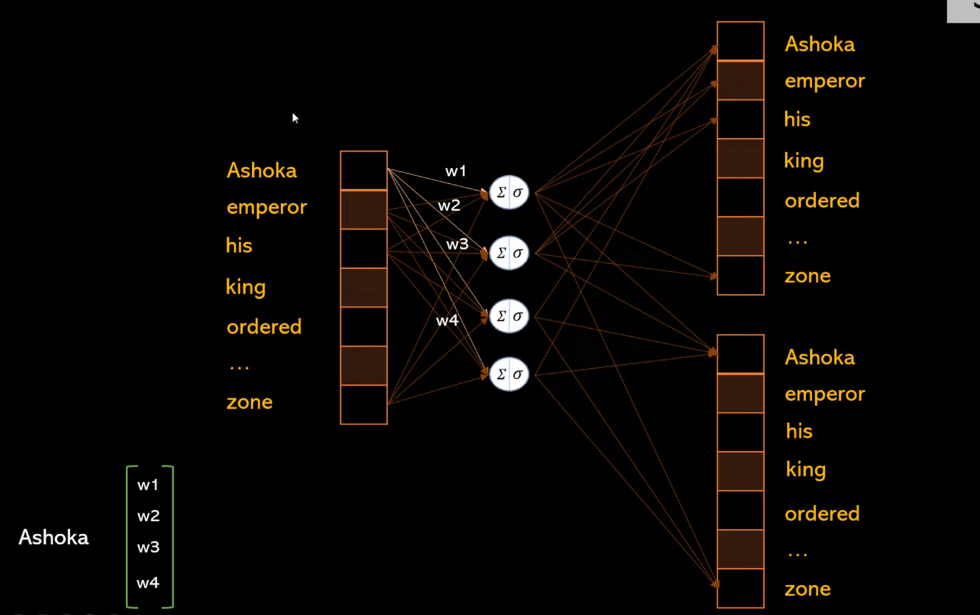 Ashoka
emperor
his
king
ordered
...
zone
w1
w2
w3
w4
Σ σ
Σ σ
Σ σ
Σ σ
Ashoka
emperor
his
king
ordered
...
zone
Ashoka
emperor
his
king
ordered
...
zone
Ashoka
w1
w2
w3
w4